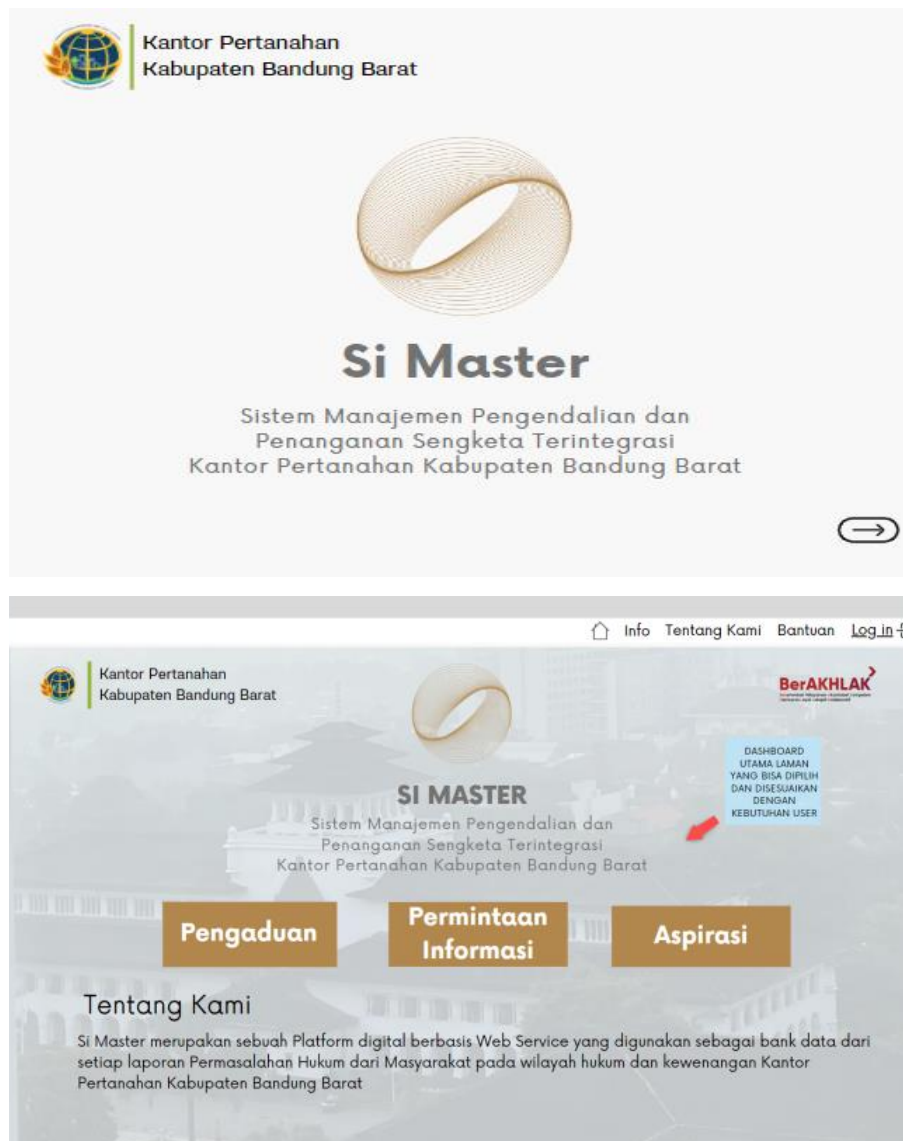 Kantor Pertanahan
Kabupaten Bandung Barat
Si Master
Sistem Manajemen Pengendalian dan
Penanganan Sengketa Terintegrasi
Kantor Pertanahan Kabupaten Bandung Barat
Info Tentang Kami Bantuan Log in
Kantor Pertanahan
Kabupaten Bandung Barat
BerAKHLAK
DASHBOARD
UTAMA LAMAN
YANG BISA DIPILIH
DAN DISESUAIKAN
DENGAN
KEBUTUHAN USER
SI MASTER
Sistem Manajemen Pengendalian dan
Penanganan Sengketa Terintegrasi
Kantor Pertanahan Kabupaten Bandung Barat
Pengaduan
Permintaan
Informasi
Aspirasi
Tentang Kami
Si Master merupakan sebuah Platform digital berbasis Web Service yang digunakan sebagai bank data dari
setiap laporan Permasalahan Hukum dari Masyarakat pada wilayah hukum dan kewenangan Kantor
Pertanahan Kabupaten Bandung Barat